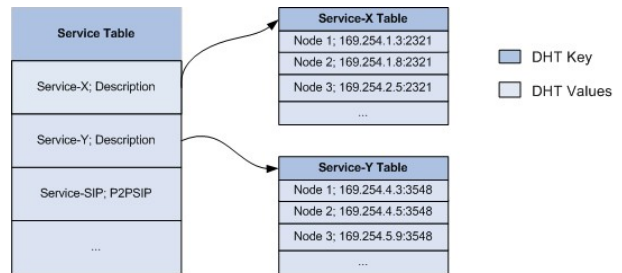 Service Table
Service-X; Description
Service-Y; Description
Service-SIP; P2PSIP
...
Service-X Table
Node 1; 169.254.1.3:2321
Node 2; 169.254.1.8:2321
Node 3; 169.254.2.5:2321
...
Service-Y Table
Node 1; 169.254.4.3:3548
Node 2; 169.254.4.5:3548
Node 3; 169.254.5.9:3548
...
DHT Key
DHT Values